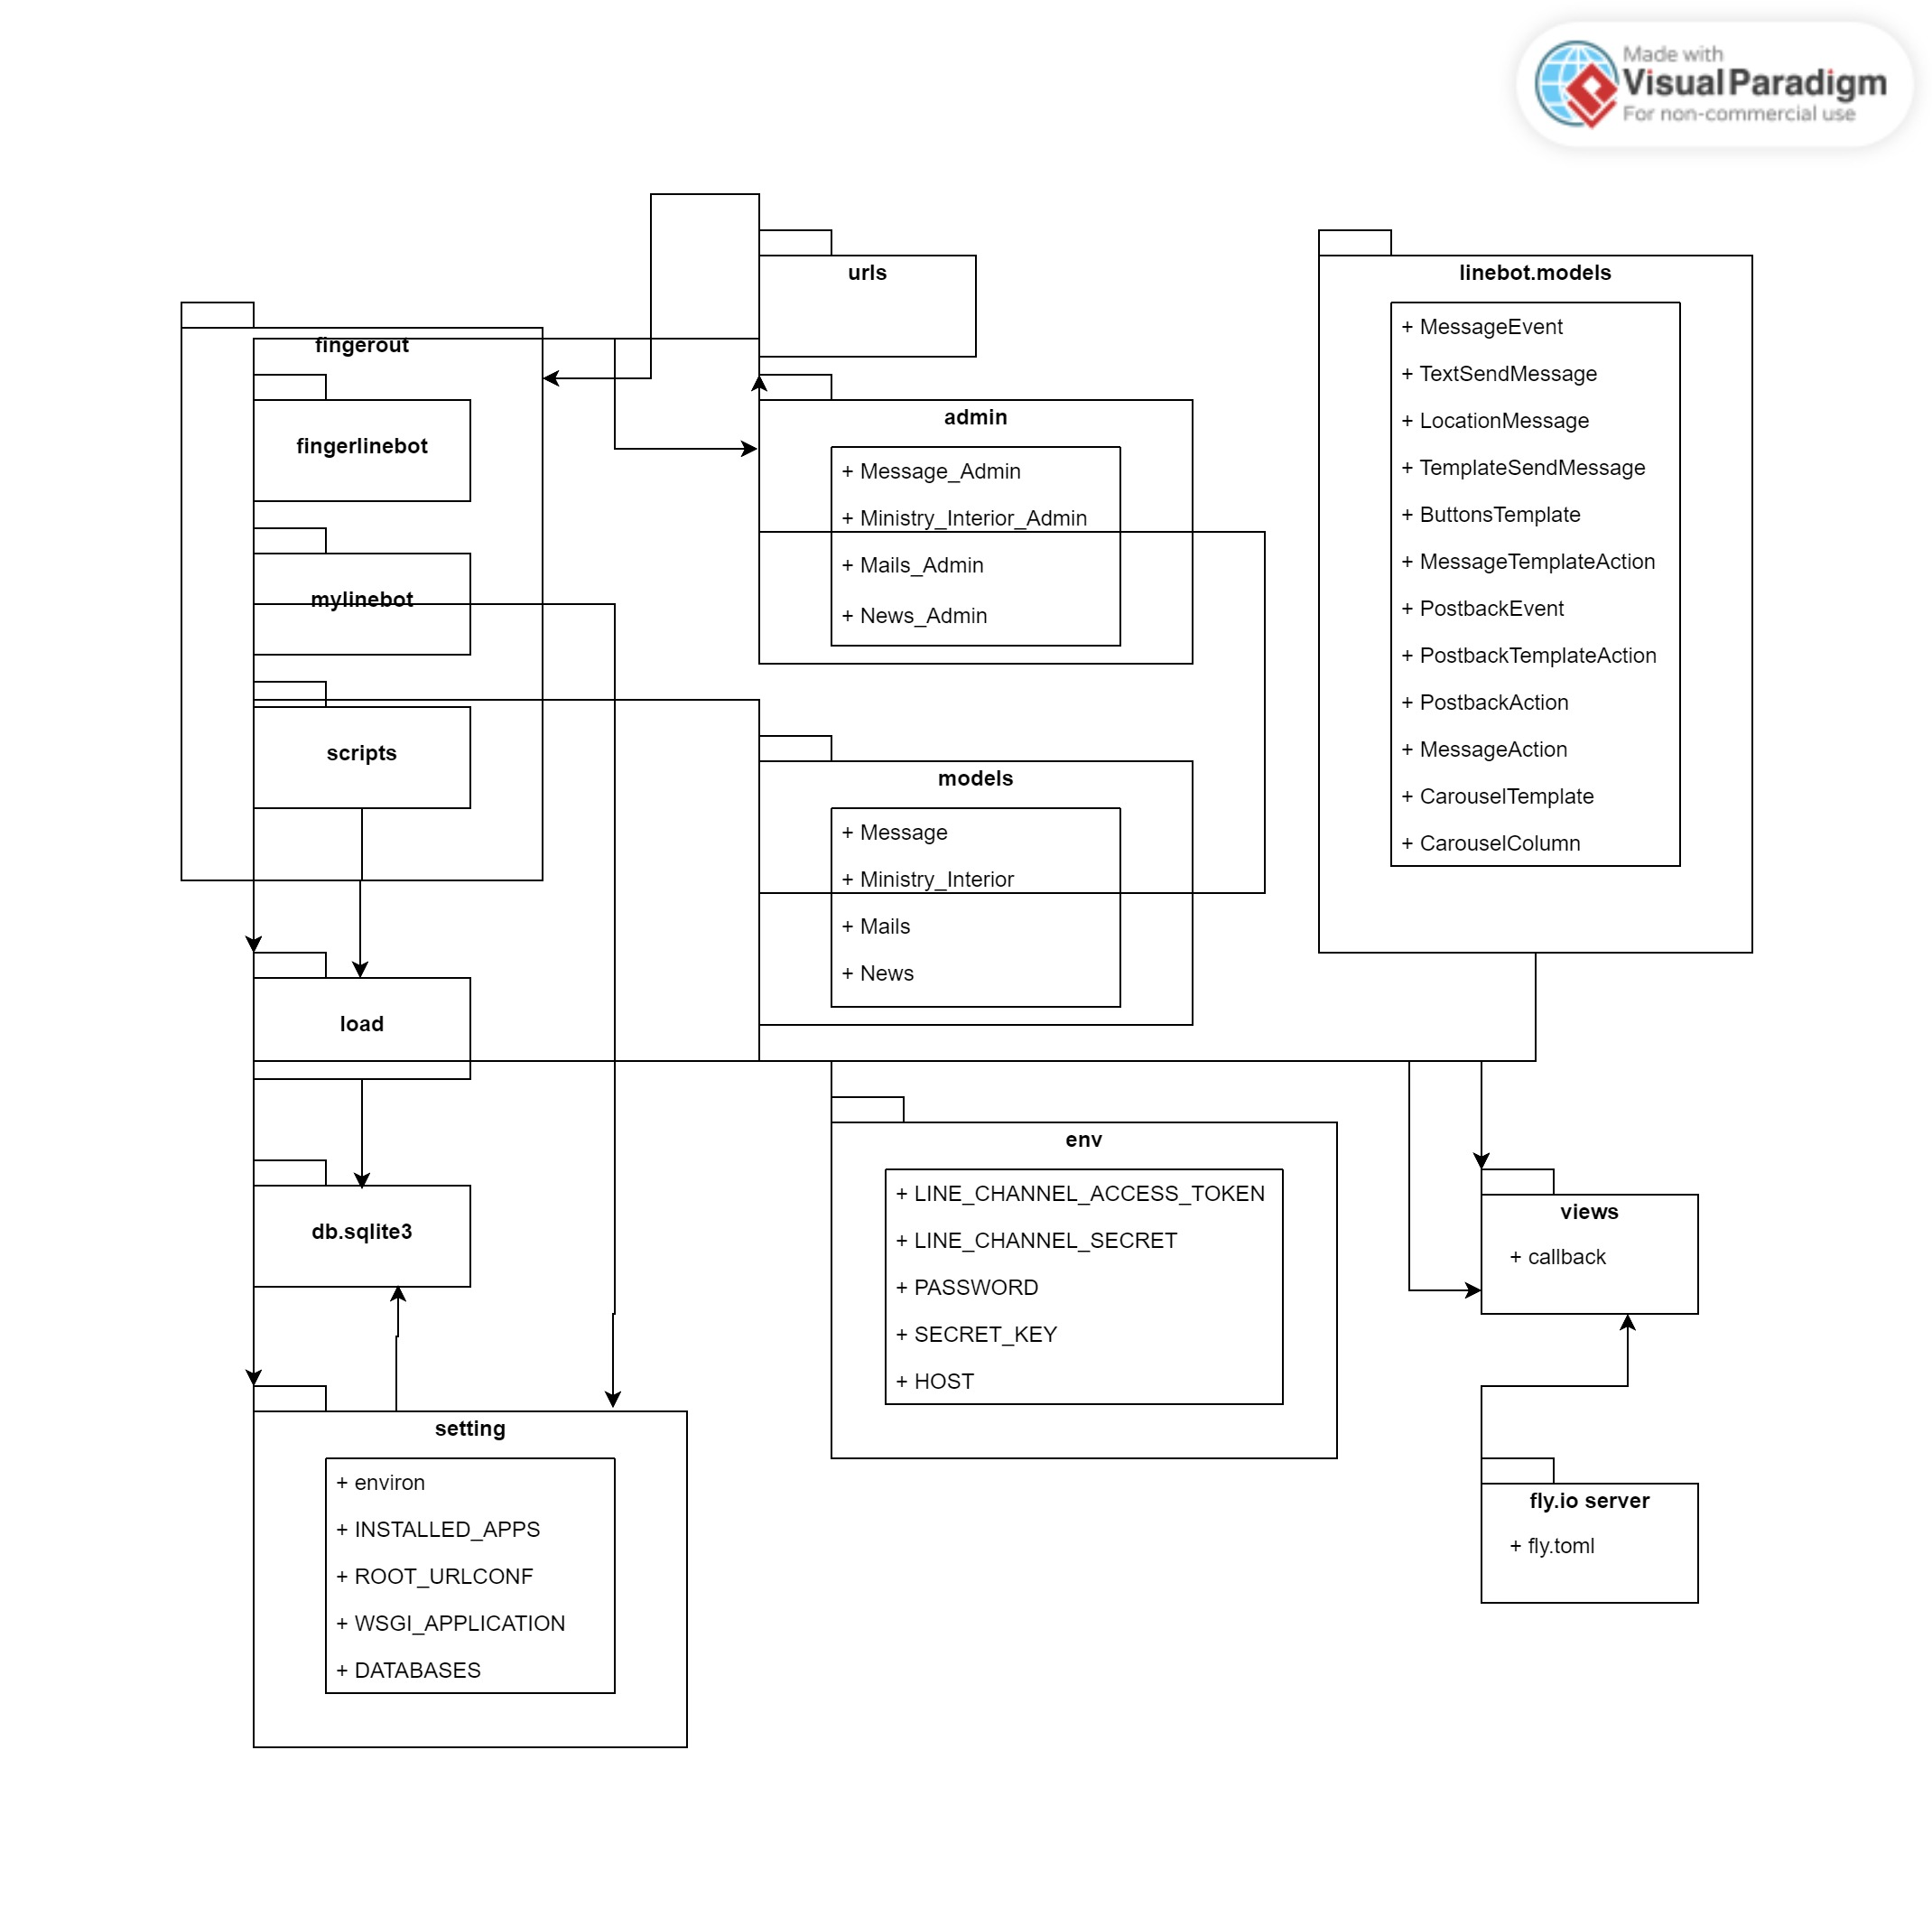 Made with
Visual Paradigm
For non-commercial use
urls
linebot.models
+ MessageEvent
+ TextSendMessage
+ LocationMessage
+ TemplateSendMessage
+ ButtonsTemplate
+ MessageTemplateAction
+ PostbackEvent
+ PostbackTemplateAction
+ PostbackAction
+ MessageAction
+ CarouselTemplate
+ CarouselColumn
fingerout
fingerlinebot
mylinebot
scripts
admin
+ Message_Admin
+ Ministry_Interior_Admin
+ Mails_Admin
+ News_Admin
models
+ Message
+ Ministry_Interior
+ Mails
+ News
load
db.sqlite3
env
+ LINE_CHANNEL_ACCESS_TOKEN
+ LINE_CHANNEL_SECRET
+ PASSWORD
+ SECRET_KEY
+ HOST
views
+ callback
setting
+ environ
+ INSTALLED_APPS
+ ROOT_URLCONF
+ WSGI_APPLICATION
+ DATABASES
fly.io server
+ fly.toml